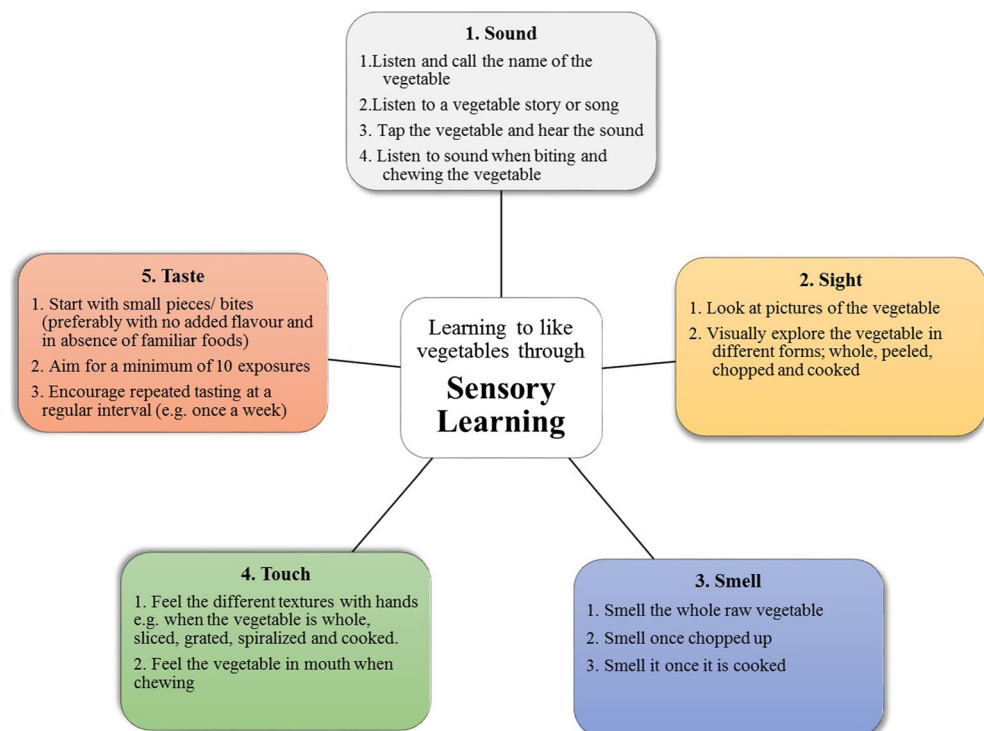 1. Sound
1.Listen and call the name of the
vegetable
2.Listen to a vegetable story or song
3. Tap the vegetable and hear the sound
4. Listen to sound when biting and
chewing the vegetable
5. Taste
1. Start with small pieces/ bites
(preferably with no added flavour and
in absence of familiar foods)
2. Aim for a minimum of 10 exposures
3. Encourage repeated tasting at a
regular interval (e.g. once a week)
Learning to like
vegetables through
Sensory
Learning
2. Sight
1. Look at pictures of the vegetable
2. Visually explore the vegetable in
different forms; whole, peeled,
chopped and cooked
4. Touch
1. Feel the different textures with hands
e.g. when the vegetable is whole,
sliced, grated, spiralized and cooked.
2. Feel the vegetable in mouth when
chewing
3. Smell
1. Smell the whole raw vegetable
2. Smell once chopped up
3. Smell it once it is cooked